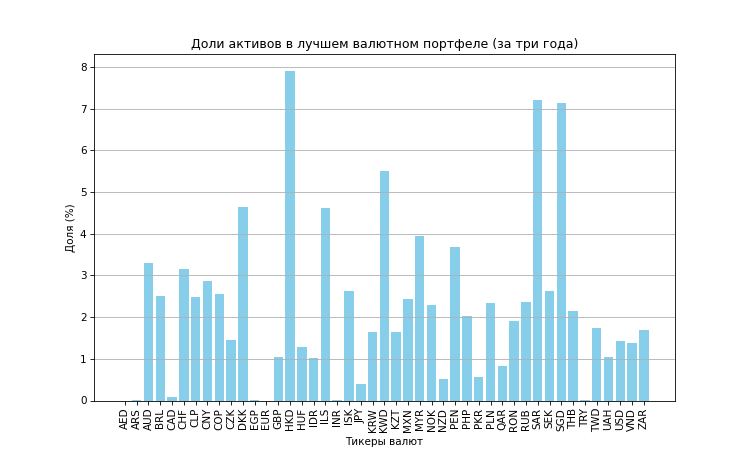 Доли активов в лучшем валютном портфеле (за три года)
Доля (%)
8
7
6
5
4
3
2
1
0
AED ARS AUD BRL CAD CHF CLP CNY COP CZK DKK EGP EUR GBP HKD HUF IDR ILS INR ISK JPY KRW KWD KZT MXN MYR NOK NZD PEN PHP PKR PLN QAR RON RUB SAR SEK SGD THB TRY TWD UAH USD VND ZAR
Тикеры валют